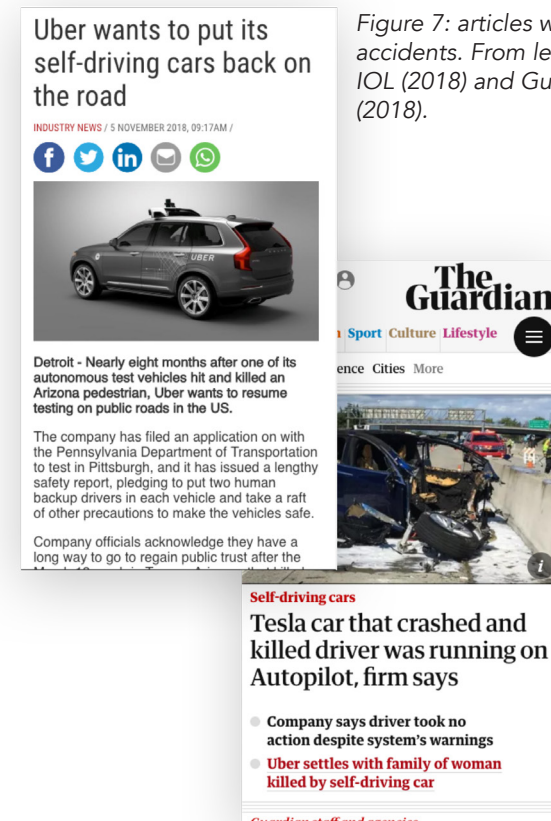 Uber wants to put its
self-driving cars back on
the road
INDUSTRY NEWS / 5 NOVEMBER 2018, 09:17AM /
UBER
Detroit - Nearly eight months after one of its
autonomous test vehicles hit and killed an
Arizona pedestrian, Uber wants to resume
testing on public roads in the US.
The company has filed an application on with
the Pennsylvania Department of Transportation
to test in Pittsburgh, and it has issued a lengthy
safety report, pledging to put two human
backup drivers in each vehicle and take a raft
of other precautions to make the vehicles safe.
Company officials acknowledge they have a
long way to go to regain public trust after the
Figure 7: articles w
accidents. From le
IOL (2018) and Gu
(2018).
The
Guardian
Sport Culture Lifestyle
ence Cities More
Self-driving cars
Tesla car that crashed and
killed driver was running on
Autopilot, firm says
Company says driver took no
action despite system's warnings
Uber settles with family of woman
killed by self-driving car
Guardian staff and agencies